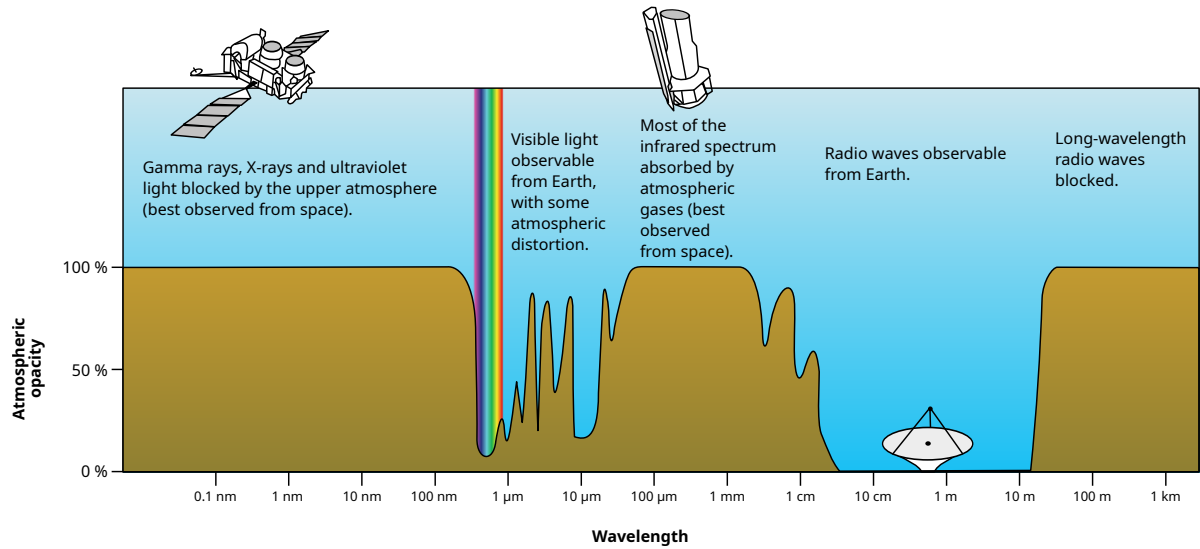 Gamma rays, X-rays and ultraviolet
light blocked by the upper atmosphere
(best observed from space).
Visible light
observable
from Earth,
with some
atmospheric
distortion.
Most of the
infrared spectrum
absorbed by
atmospheric
gases (best
observed
from space).
Radio waves observable
from Earth.
Long-wavelength
radio waves
blocked.
Atmospheric
opacity
100 %
50 %
0 %
0.1 nm 1 nm 10 nm 100 nm 1 µm 10 µm 100 µm 1 mm 1 cm 10 cm 1 m 10 m 100 m 1 km
Wavelength